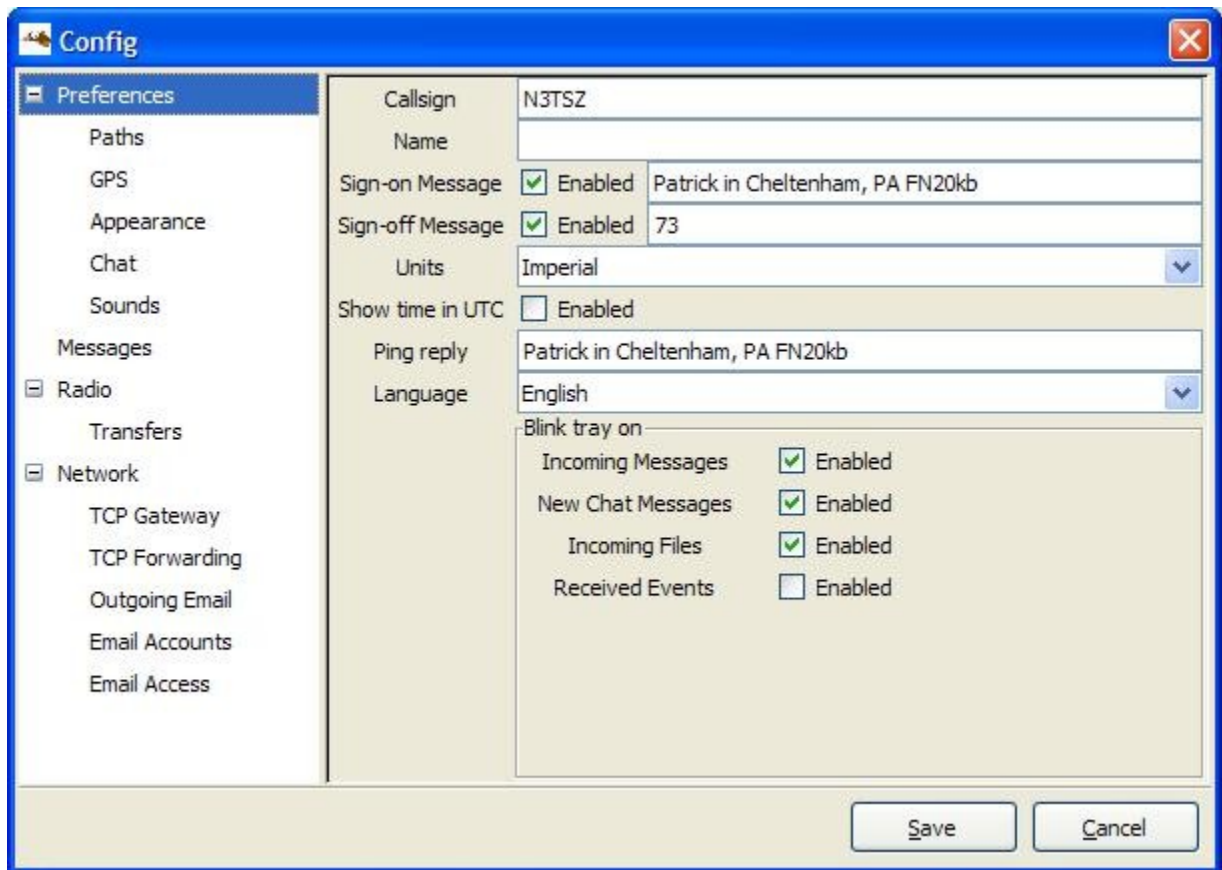 Config
Preferences
Paths
GPS
Appearance
Chat
Sounds
Messages
Radio
Transfers
Network
TCP Gateway
TCP Forwarding
Outgoing Email
Email Accounts
Email Access
Callsign N3TSZ
Name
Sign-on Message Enabled Patrick in Cheltenham, PA FN20kb
Sign-off Message Enabled 73
Units Imperial
Show time in UTC Enabled
Ping reply Patrick in Cheltenham, PA FN20kb
Language English
Blink tray on
Incoming Messages Enabled
New Chat Messages Enabled
Incoming Files Enabled
Received Events Enabled
Save Cancel